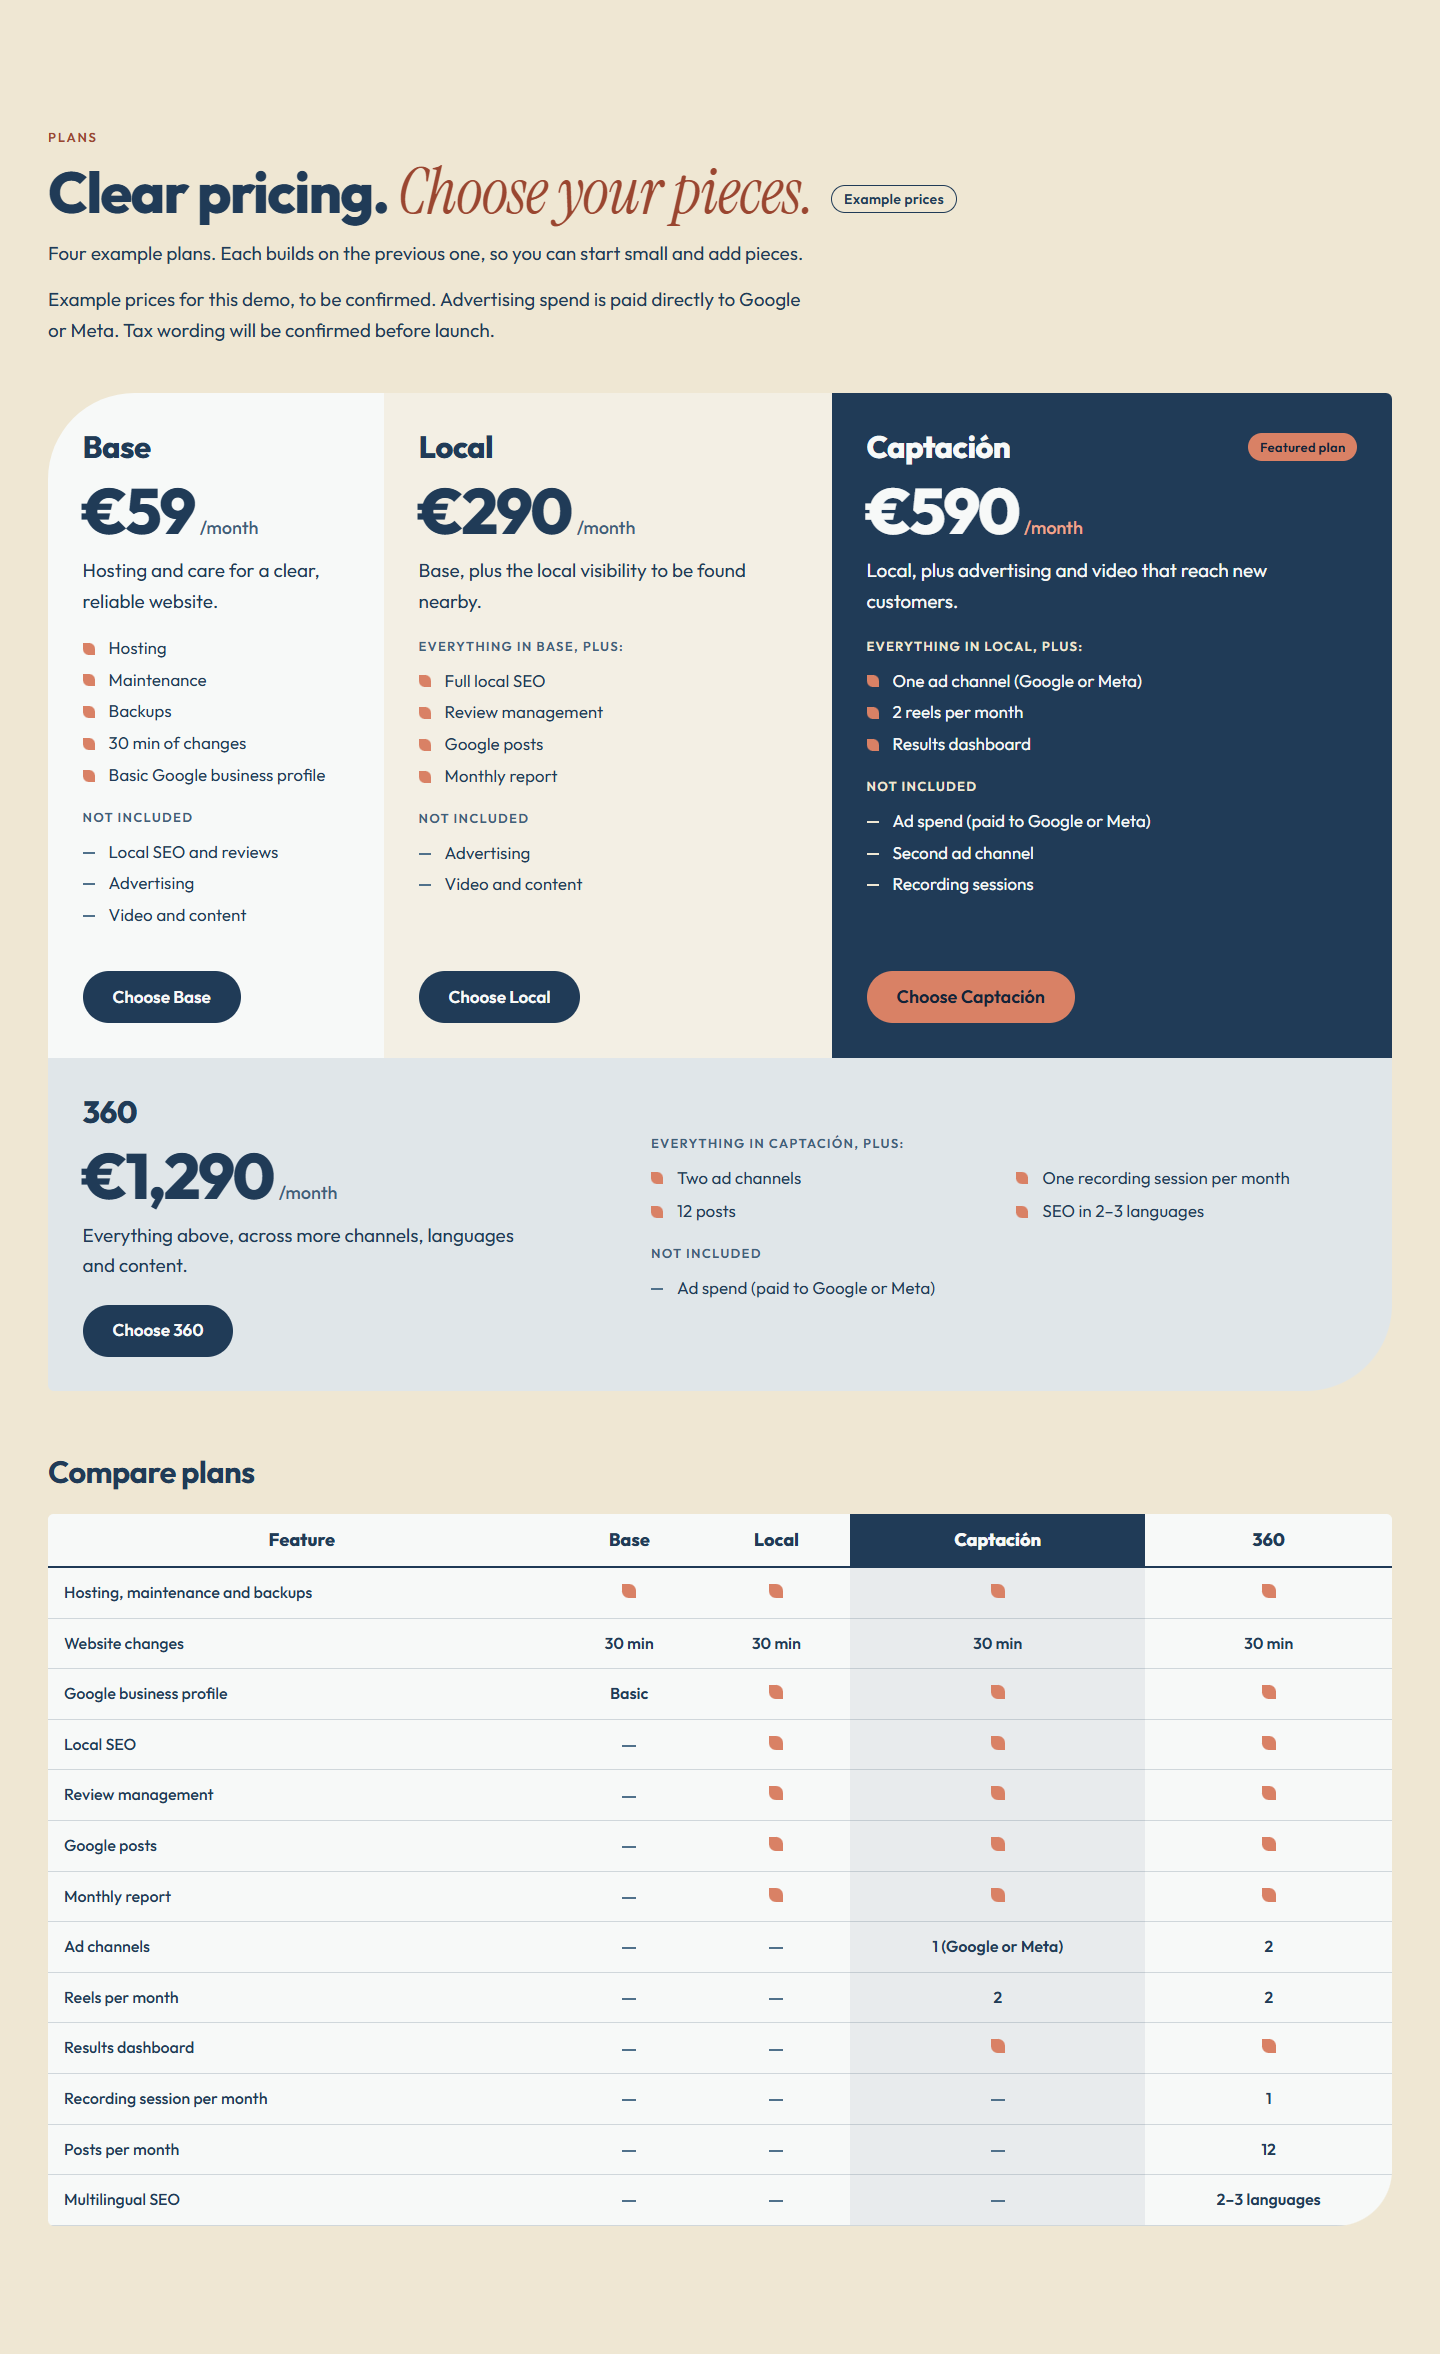 PLANS
Clear pricing. Choose your pieces. Example prices
Four example plans. Each builds on the previous one, so you can start small and add pieces.
Example prices for this demo, to be confirmed. Advertising spend is paid directly to Google
or Meta. Tax wording will be confirmed before launch.
Base
€59 /month
Hosting and care for a clear,
reliable website.
Hosting
Maintenance
Backups
30 min of changes
Basic Google business profile
NOT INCLUDED
— Local SEO and reviews
— Advertising
— Video and content
Choose Base
Local
€290 /month
Base, plus the local visibility to be found
nearby.
EVERYTHING IN BASE, PLUS:
Full local SEO
Review management
Google posts
Monthly report
NOT INCLUDED
— Advertising
— Video and content
Choose Local
Captación Featured plan
€590 /month
Local, plus advertising and video that reach new
customers.
EVERYTHING IN LOCAL, PLUS:
One ad channel (Google or Meta)
2 reels per month
Results dashboard
NOT INCLUDED
— Ad spend (paid to Google or Meta)
— Second ad channel
— Recording sessions
Choose Captación
360
€1,290 /month
Everything above, across more channels, languages
and content.
Choose 360
EVERYTHING IN CAPTACIÓN, PLUS:
Two ad channels One recording session per month
12 posts SEO in 2–3 languages
NOT INCLUDED
— Ad spend (paid to Google or Meta)
Compare plans
Feature Base Local Captación 360
Hosting, maintenance and backups
Website changes 30 min 30 min 30 min 30 min
Google business profile Basic
Local SEO —
Review management —
Google posts —
Monthly report —
Ad channels — — 1 (Google or Meta) 2
Reels per month — — 2 2
Results dashboard — —
Recording session per month — — — 1
Posts per month — — — 12
Multilingual SEO — — — 2–3 languages